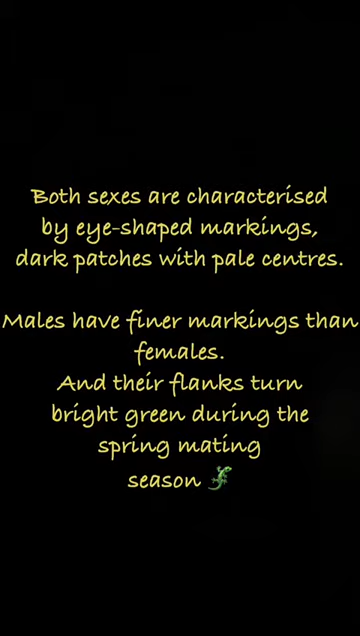 Both sexes are characterised
by eye-shaped markings,
dark patches with pale centres.
Males have finer markings than
females.
And their flanks turn
bright green during the
spring mating
season 🦎